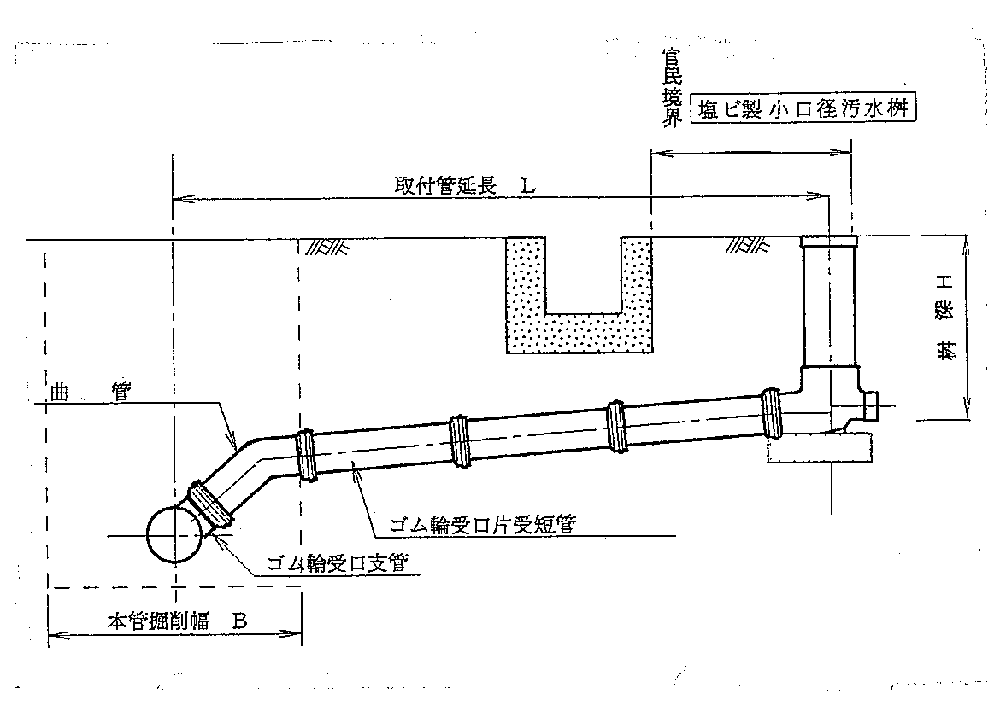 官民境界
塩ビ製小口径汚水桝
取付管延長 L
桝深H
曲管
ゴム輪受口片受短管
ゴム輪受口支管
本管掘削幅 B